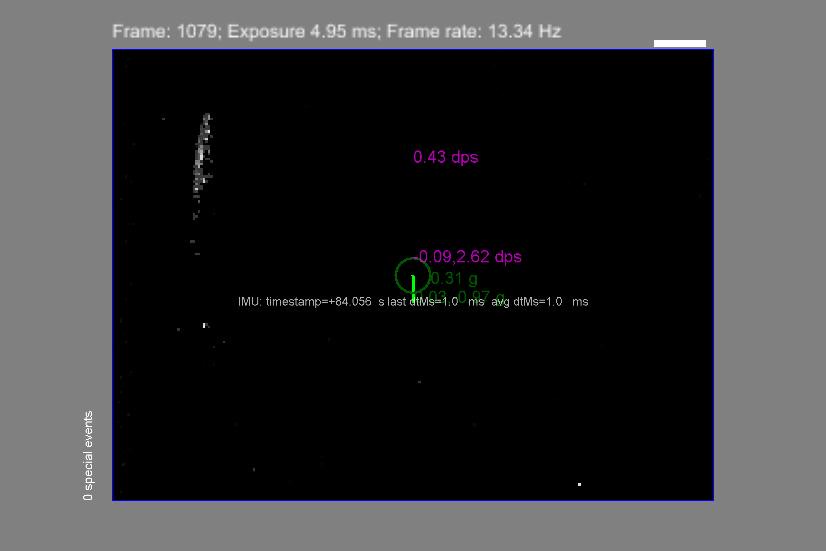 Frame: 1079; Exposure 4.95 ms; Frame rate: 13.34 Hz
0.43 dps
-0.09,2.62 dps
0.31 g
IMU: timestamp=+84.056 s last dtMs=1.0 ms avg dtMs=1.0 ms
0 special events